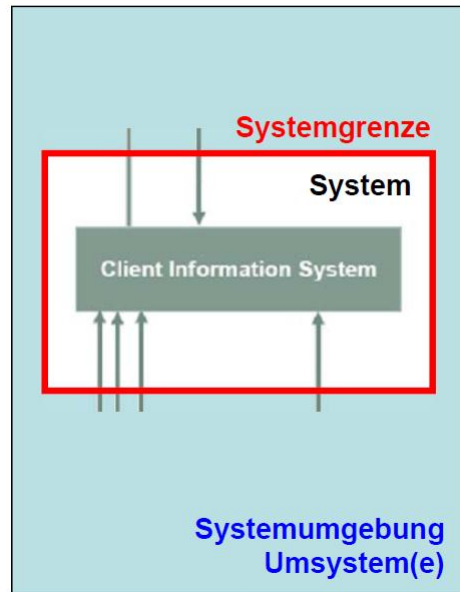 Systemgrenze
System
Client Information System
Systemumgebung
Umsystem(e)